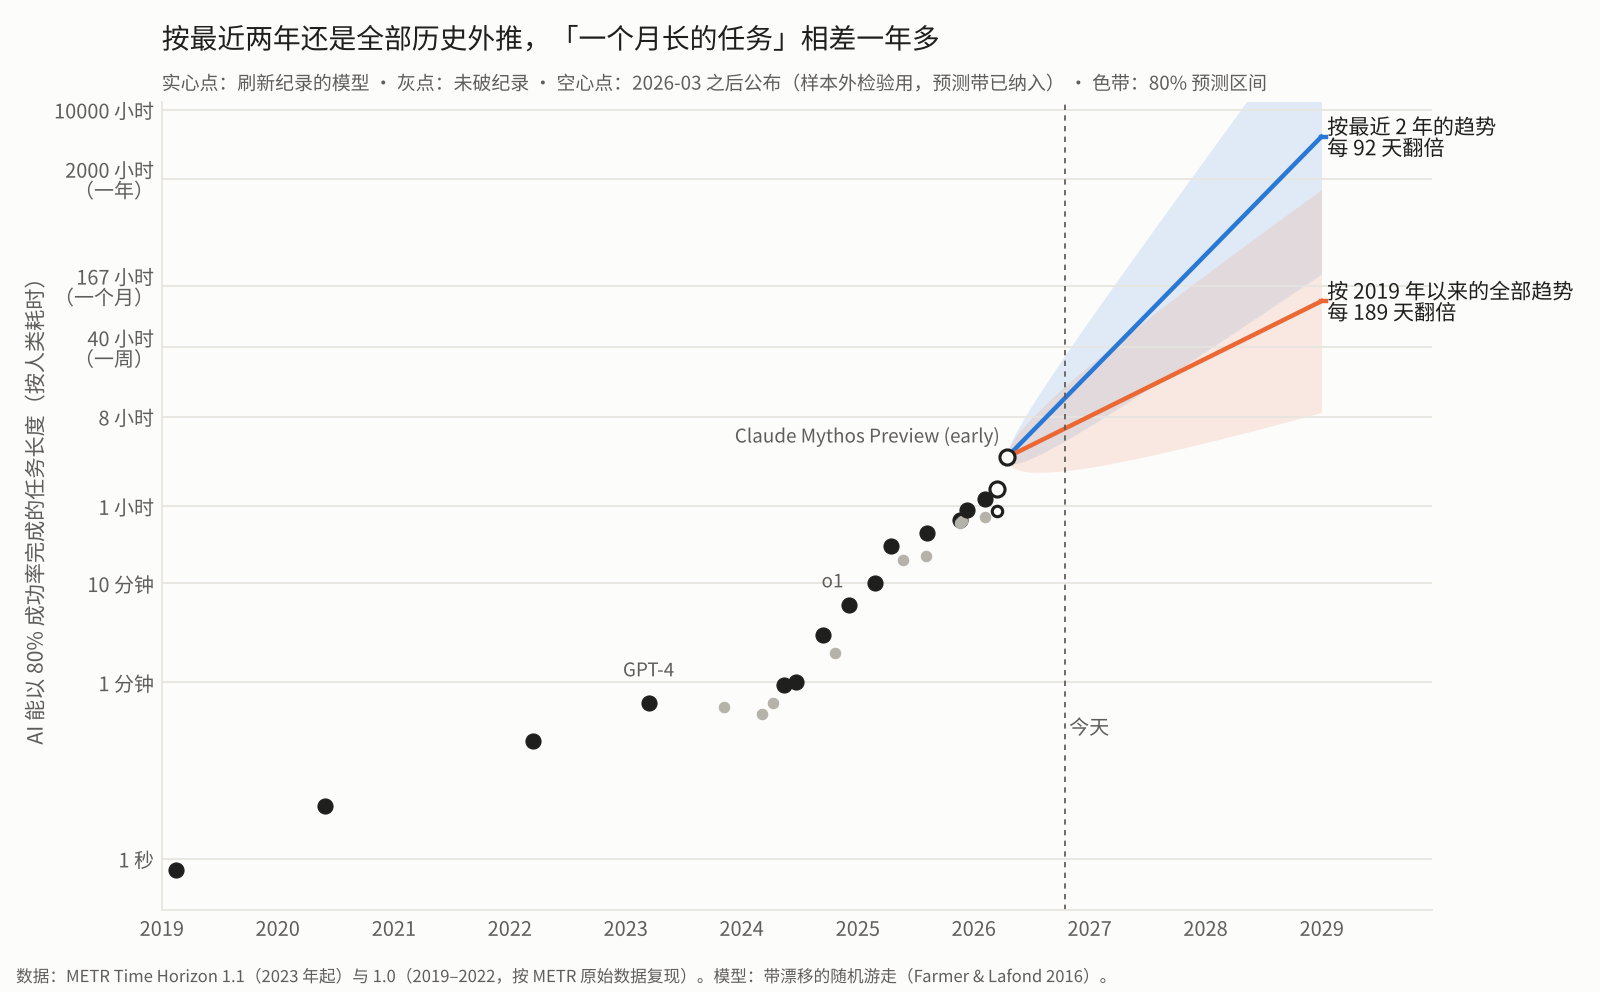 按最近两年还是全部历史外推，「一个月长的任务」相差一年多
实心点：刷新纪录的模型 · 灰点：未破纪录 · 空心点：2026-03 之后公布（样本外检验用，预测带已纳入） · 色带：80% 预测区间
10000 小时
2000 小时
（一年）
167 小时
（一个月）
40 小时
（一周）
8 小时
1 小时
10 分钟
1 分钟
1 秒
AI 能以 80% 成功率完成的任务长度（按人类耗时）
按最近 2 年的趋势
每 92 天翻倍
按 2019 年以来的全部趋势
每 189 天翻倍
Claude Mythos Preview (early)
o1
GPT-4
今天
2019
2020
2021
2022
2023
2024
2025
2026
2027
2028
2029
数据：METR Time Horizon 1.1（2023 年起）与 1.0（2019–2022，按 METR 原始数据复现）。模型：带漂移的随机游走（Farmer & Lafond 2016）。